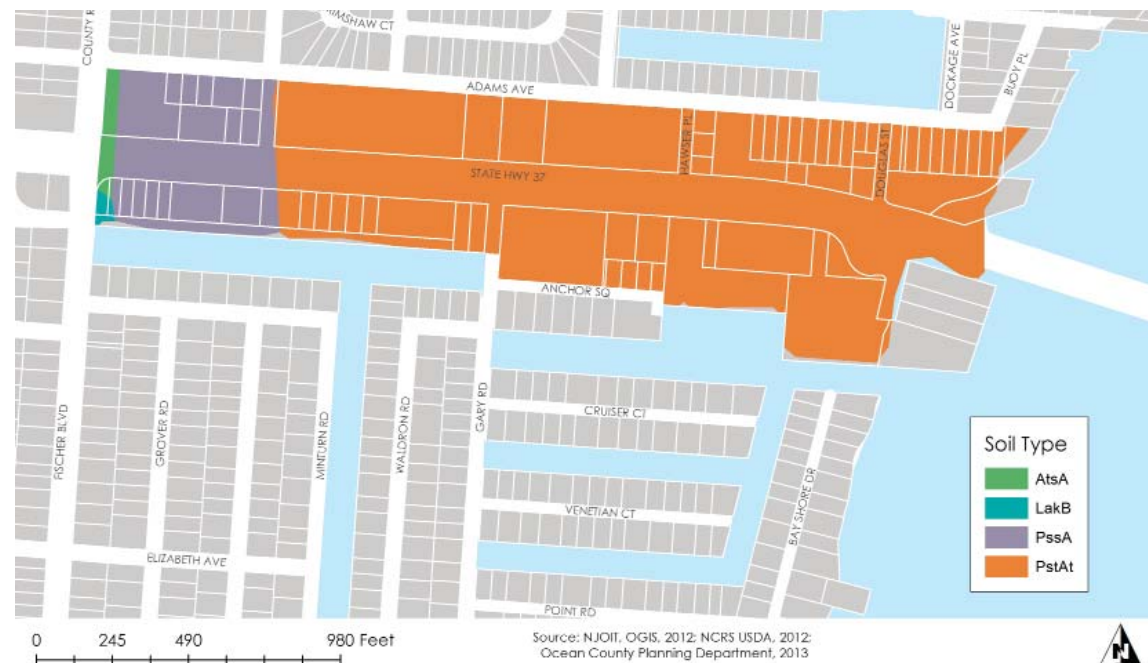 KIMSHAW CT
COUNTY R
ADAMS AVE
DOCKAGE AVE
BUOY PL
HAWSER PL
DOUGLAS ST
STATE HWY 37
ANCHOR SQ
FISCHER BLVD
GROVER RD
MINTURN RD
WALDRON RD
GARY RD
CRUISER CT
VENETIAN CT
BAY SHORE DR
ELIZABETH AVE
POINT RD
Soil Type
AtsA
LakB
PssA
PstAt
0 245 490 980 Feet
Source: NJOIT, OGIS, 2012; NCRS USDA, 2012;
Ocean County Planning Department, 2013
N